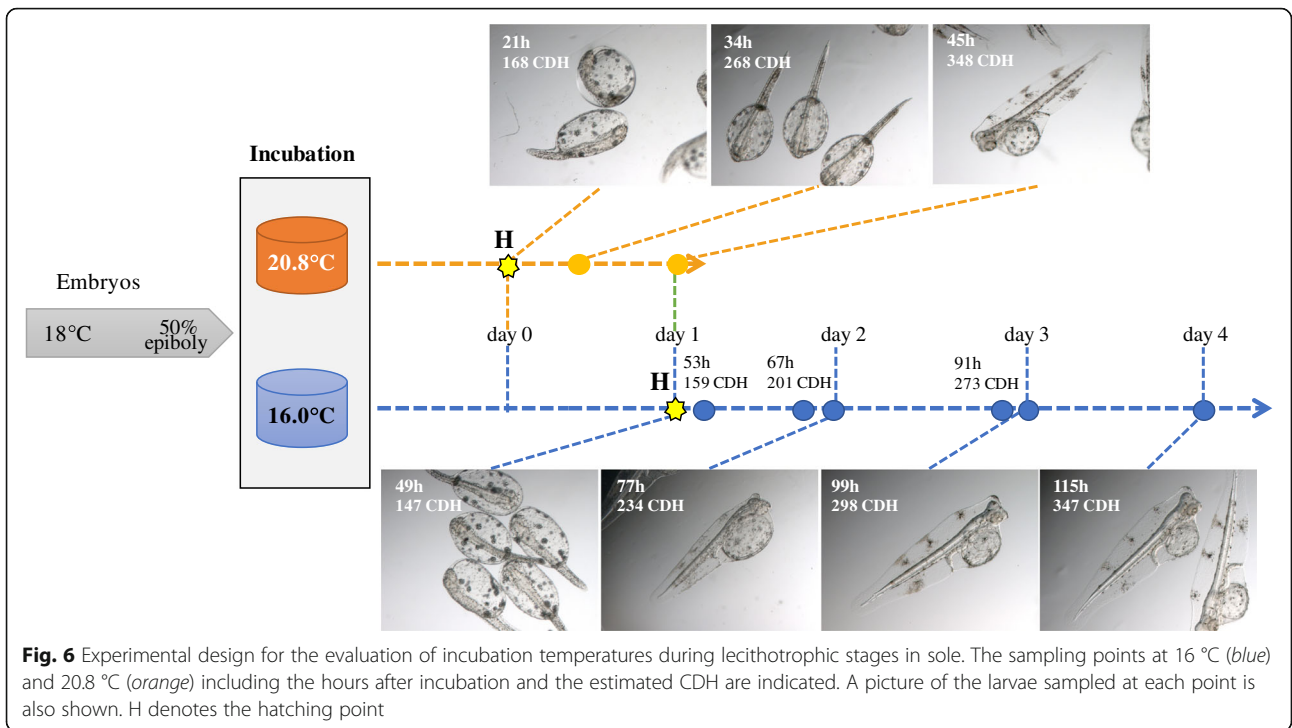 21h
168 CDH
34h
268 CDH
45h
348 CDH
Incubation
20.8°C
H
Embryos
18°C
50%
epiboly
day 0
day 1
day 2
day 3
day 4
53h
159 CDH
67h
201 CDH
91h
273 CDH
H
16.0°C
49h
147 CDH
77h
234 CDH
99h
298 CDH
115h
347 CDH
Fig. 6 Experimental design for the evaluation of incubation temperatures during lecithotrophic stages in sole. The sampling points at 16 °C (blue)
and 20.8 °C (orange) including the hours after incubation and the estimated CDH are indicated. A picture of the larvae sampled at each point is
also shown. H denotes the hatching point